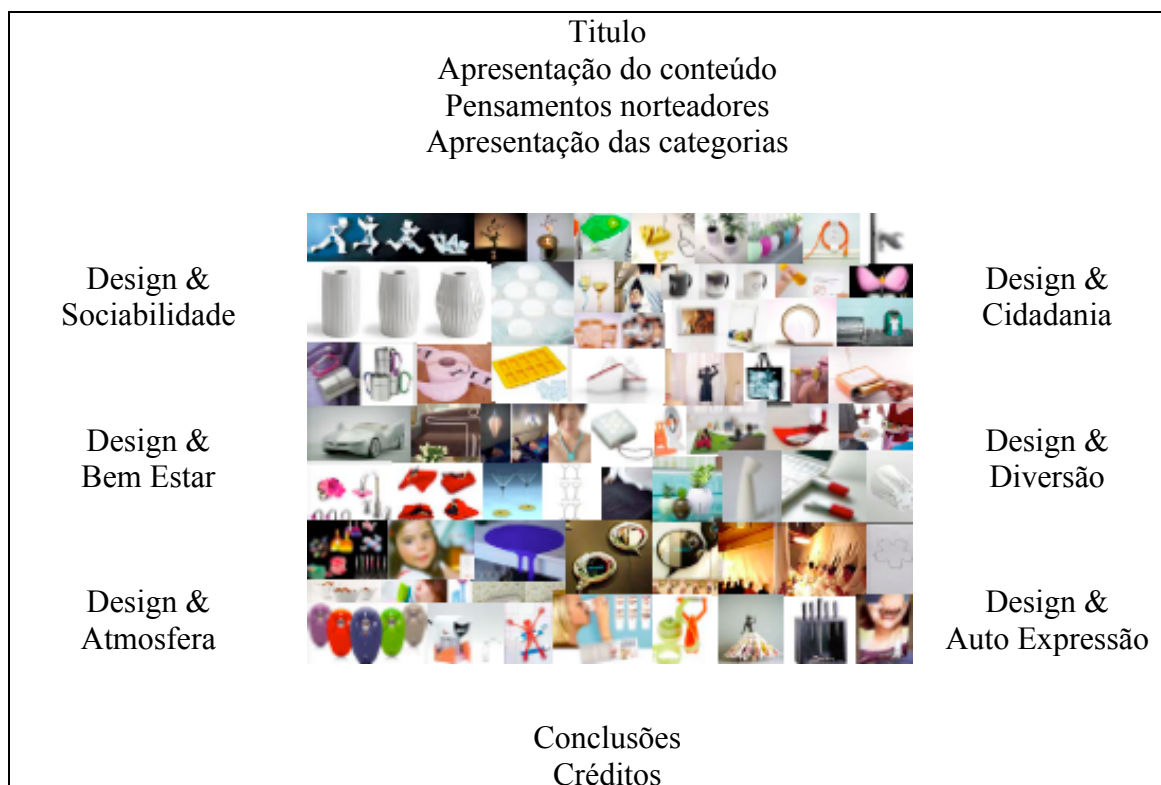 Titulo
Apresentação do conteúdo
Pensamentos norteadores
Apresentação das categorias
Design &
Sociabilidade
Design &
Cidadania
Design &
Bem Estar
Design &
Diversão
Design &
Atmosfera
Design &
Auto Expressão
Conclusões
Créditos